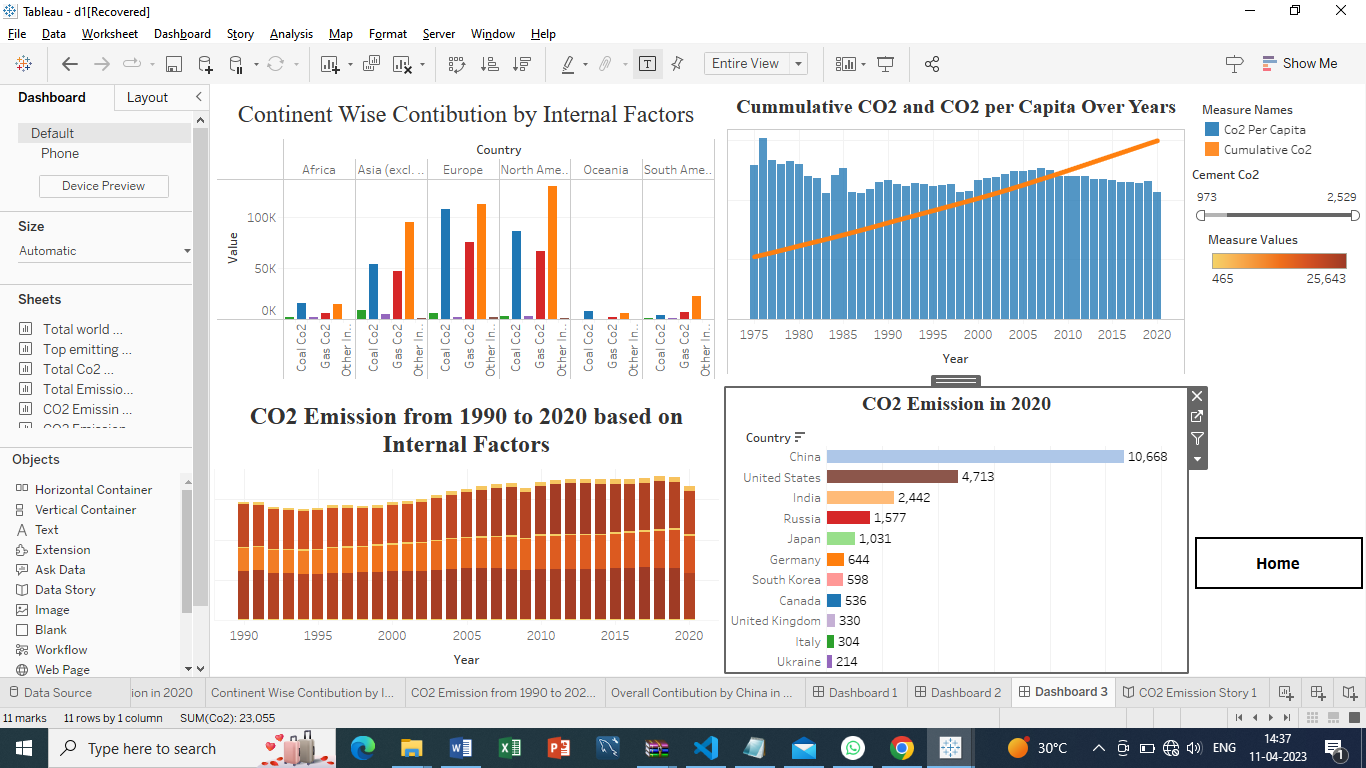 Tableau - d1[Recovered]
File Data Worksheet Dashboard Story Analysis Map Format Server Window Help
Entire View
Show Me
Dashboard Layout
Default
Phone
Device Preview
Size
Automatic
Sheets
Total world ...
Top emitting ...
Total Co2 ...
Total Emissio...
CO2 Emissin ...
Objects
Horizontal Container
Vertical Container
Text
Extension
Ask Data
Data Story
Image
Blank
Workflow
Web Page
Continent Wise Contibution by Internal Factors
Country
Africa Asia (excl. .. Europe North Ame.. Oceania South Ame..
Value
100K
50K
0K
Coal Co2 Gas Co2 Other In.. Coal Co2 Gas Co2 Other In.. Coal Co2 Gas Co2 Other In.. Coal Co2 Gas Co2 Other In.. Coal Co2 Gas Co2 Other In.. Coal Co2 Gas Co2 Other In..
Cummulative CO2 and CO2 per Capita Over Years
1975 1980 1985 1990 1995 2000 2005 2010 2015 2020
Year
Measure Names
Co2 Per Capita
Cumulative Co2
Cement Co2
973 2,529
Measure Values
465 25,643
CO2 Emission from 1990 to 2020 based on
Internal Factors
1990 1995 2000 2005 2010 2015 2020
Year
CO2 Emission in 2020
Country
China 10,668
United States 4,713
India 2,442
Russia 1,577
Japan 1,031
Germany 644
South Korea 598
Canada 536
United Kingdom 330
Italy 304
Ukraine 214
Home
Data Source ion in 2020 Continent Wise Contibution by I... CO2 Emission from 1990 to 202... Overall Contibution by China in ... Dashboard 1 Dashboard 2 Dashboard 3 CO2 Emission Story 1
11 marks 11 rows by 1 column SUM(Co2): 23,055
Type here to search
30°C
ENG
14:37
11-04-2023
1